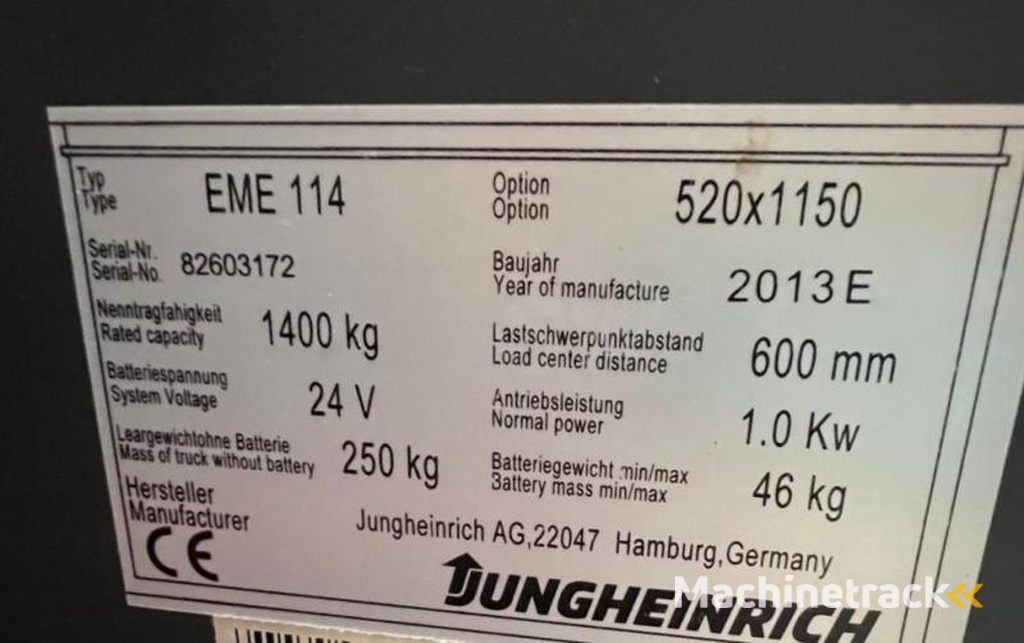 Typ
Type
EME 114
Option
Option
520x1150
Serial-Nr.
Serial-No.
82603172
Baujahr
Year of manufacture
2013 E
Nenntragfahigkeit
Rated capacity
1400 kg
Lastschwerpunktabstand
Load center distance
600 mm
Batteriespannung
System Voltage
24 V
Antriebsleistung
Normal power
1.0 Kw
Leargewichtohne Batterie
Mass of truck without battery
250 kg
Batteriegewicht min/max
Battery mass min/max
46 kg
Hersteller
Manufacturer
Jungheinrich AG,22047 Hamburg,Germany
CE
JUNGHEINRICH
Machinetrack